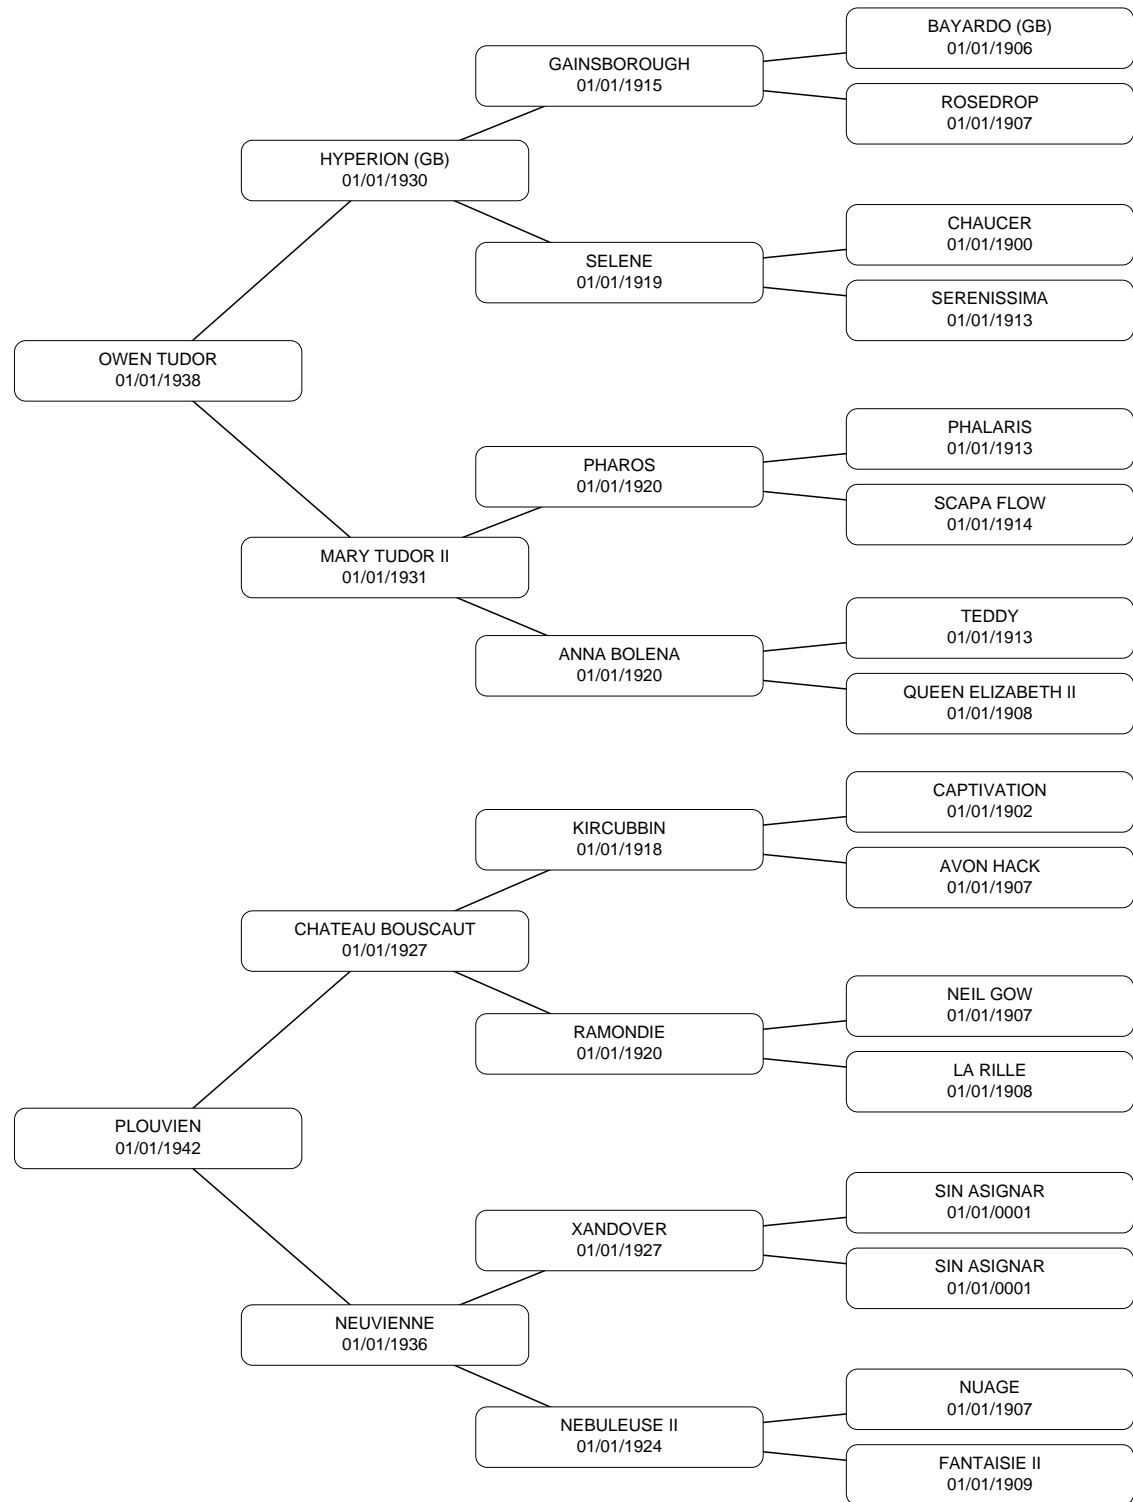 BAYARDO (GB)
01/01/1906
GAINSBOROUGH
01/01/1915
ROSEDROP
01/01/1907
HYPERION (GB)
01/01/1930
CHAUCER
01/01/1900
SELENE
01/01/1919
SERENISSIMA
01/01/1913
OWEN TUDOR
01/01/1938
PHALARIS
01/01/1913
PHAROS
01/01/1920
SCAPA FLOW
01/01/1914
MARY TUDOR II
01/01/1931
TEDDY
01/01/1913
ANNA BOLENA
01/01/1920
QUEEN ELIZABETH II
01/01/1908
CAPTIVATION
01/01/1902
KIRCUBBIN
01/01/1918
AVON HACK
01/01/1907
CHATEAU BOUSCAUT
01/01/1927
NEIL GOW
01/01/1907
RAMONDIE
01/01/1920
LA RILLE
01/01/1908
PLOUVIEN
01/01/1942
SIN ASIGNAR
01/01/0001
XANDOVER
01/01/1927
SIN ASIGNAR
01/01/0001
NEUVIENNE
01/01/1936
NUAGE
01/01/1907
NEBULEUSE II
01/01/1924
FANTAISIE II
01/01/1909